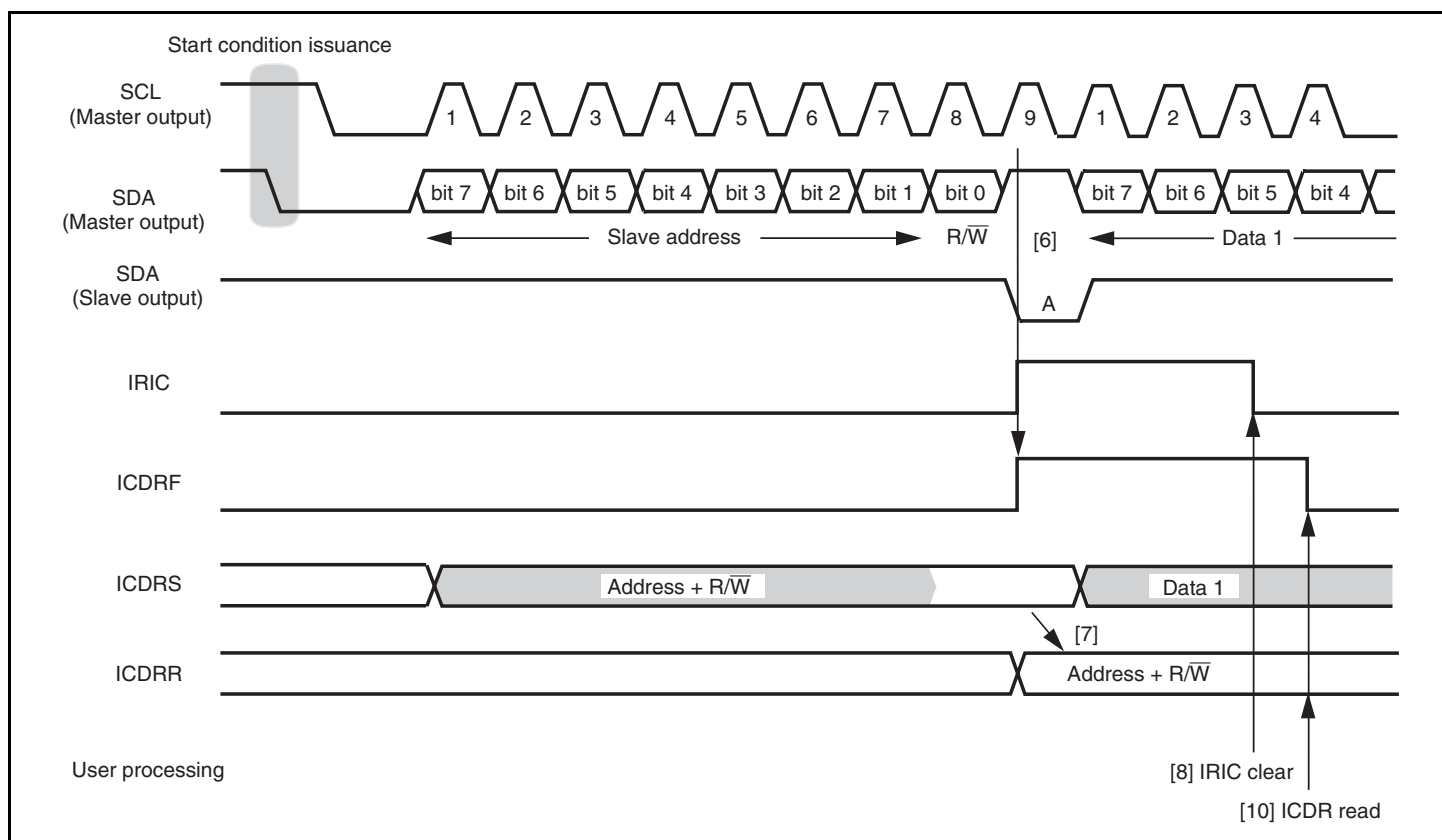 Start condition issuance
SCL
(Master output)
1 2 3 4 5 6 7 8 9 1 2 3 4
SDA
(Master output)
bit 7 bit 6 bit 5 bit 4 bit 3 bit 2 bit 1 bit 0 bit 7 bit 6 bit 5 bit 4
Slave address R/W̅ [6] Data 1
SDA
(Slave output)
A
IRIC
ICDRF
ICDRS
Address + R/W̅ Data 1
[7]
ICDRR
Address + R/W̅
User processing
[8] IRIC clear
[10] ICDR read